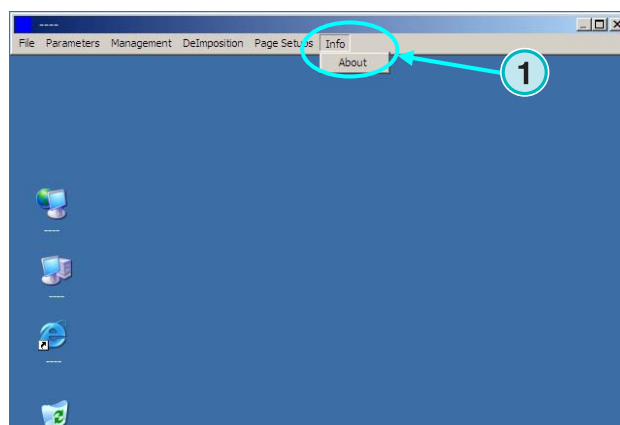 ----
File Parameters Management DeImposition Page Setups Info
About
1
----
----
----